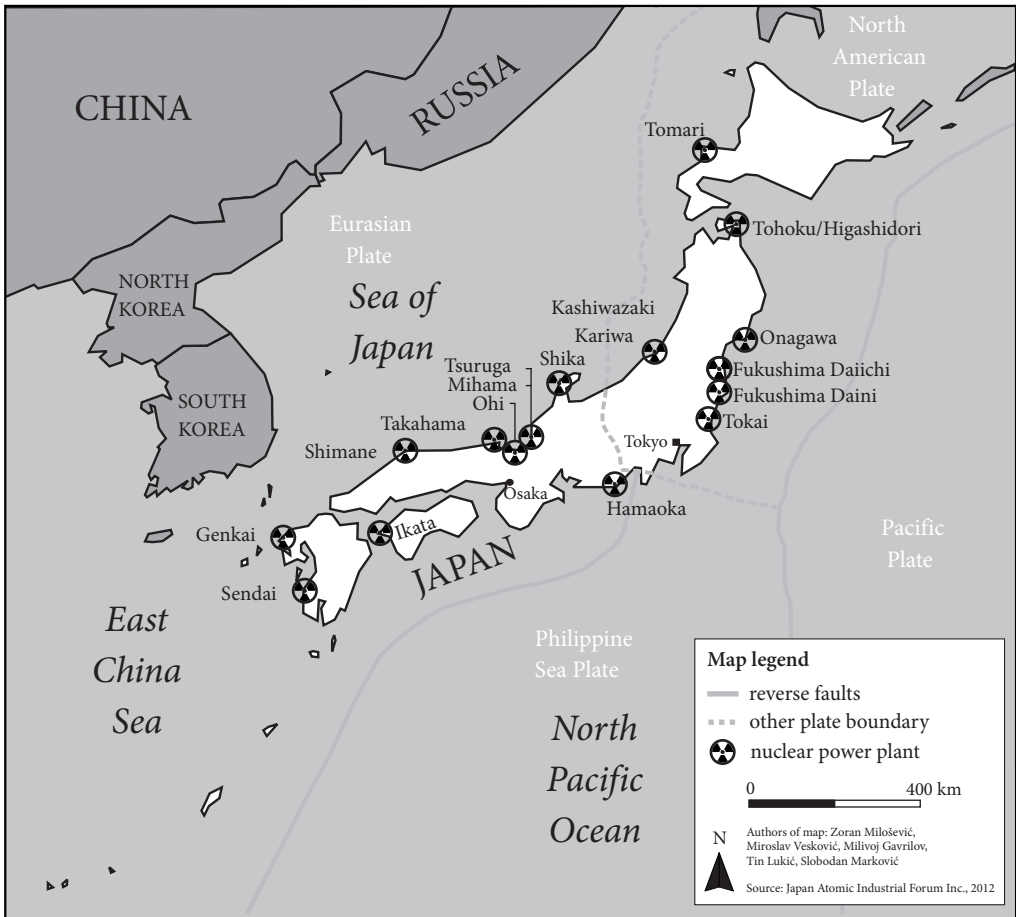 CHINA
RUSSIA
North
American
Plate
Tomari
Eurasian
Plate
Tohoku/Higashidori
NORTH
KOREA
Sea of
Japan
Kashiwazaki
Kariwa
Onagawa
Tsuruga
Shika
Mihama
Fukushima Daiichi
Ohi
Fukushima Daini
SOUTH
KOREA
Takahama
Tokai
Shimane
Tokyo
Osaka
Hamaoka
Genkai
Ikata
JAPAN
Pacific
Plate
Sendai
East
China
Sea
Philippine
Sea Plate
North
Pacific
Ocean
Map legend
reverse faults
other plate boundary
nuclear power plant
0 400 km
N
Authors of map: Zoran Milošević,
Miroslav Vesković, Milivoj Gavrilov,
Tin Lukić, Slobodan Marković
Source: Japan Atomic Industrial Forum Inc., 2012